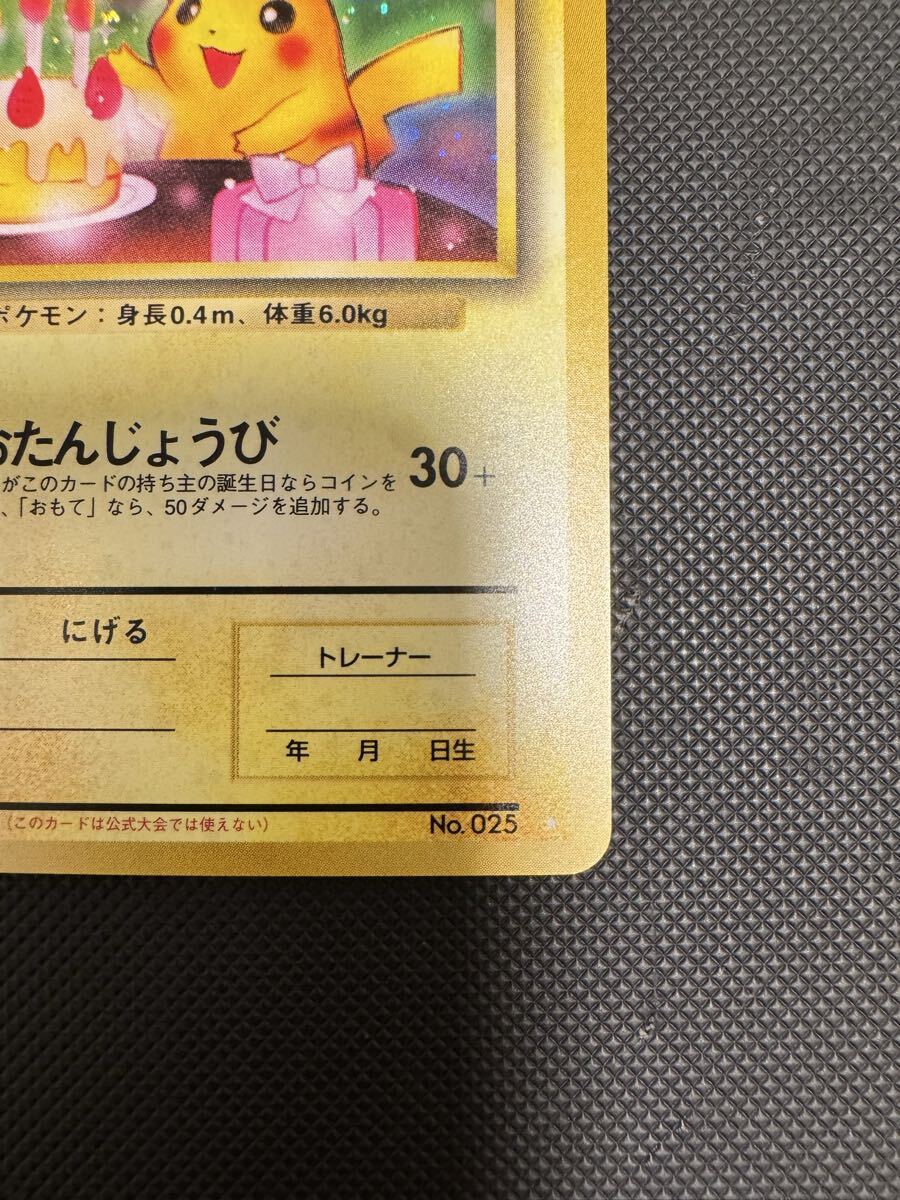 ポケモン：身長0.4m、体重6.0kg
おたんじょうび 30+
がこのカードの持ち主の誕生日ならコインを
、「おもて」なら、50ダメージを追加する。
にげる
トレーナー
年 月 日生
(このカードは公式大会では使えない) No. 025